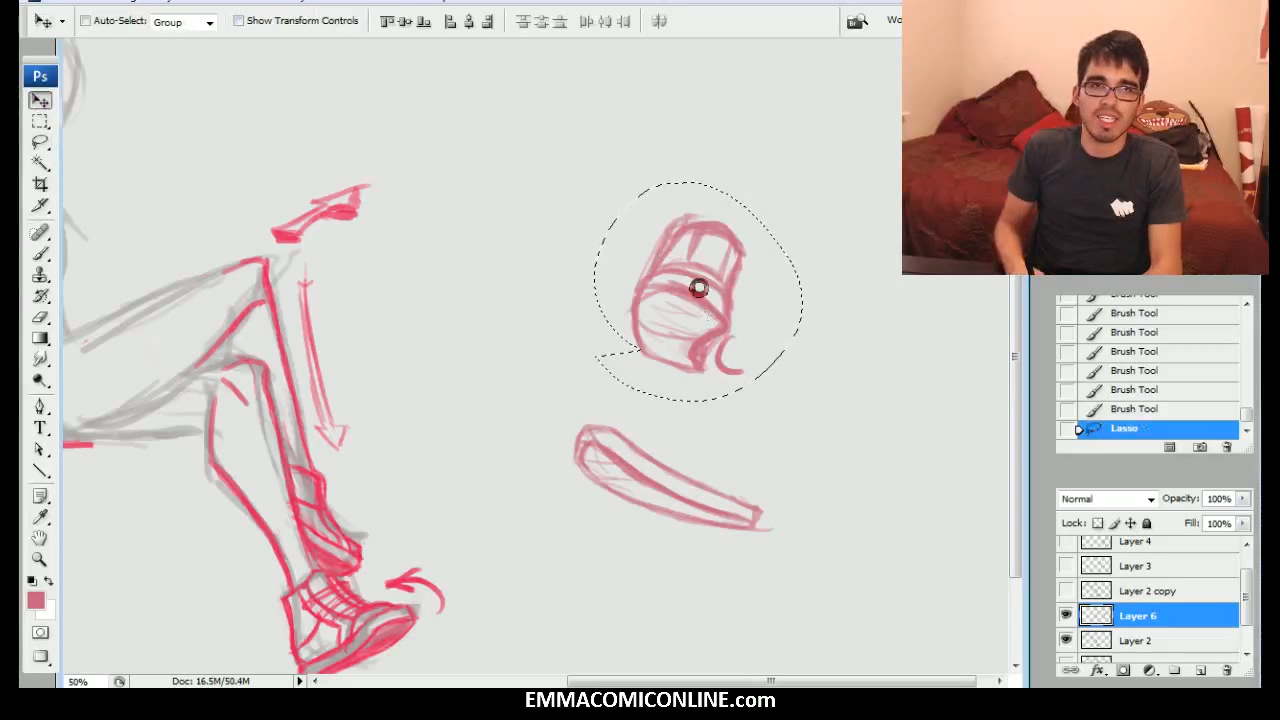 Auto-Select:
Group
Show Transform Controls
Ps
Brush Tool
Brush Tool
Brush Tool
Brush Tool
Brush Tool
Brush Tool
Lasso
Normal
Opacity:
100%
Lock:
Fill:
100%
Layer 4
Layer 3
Layer 2 copy
Layer 6
Layer 2
50%
Doc: 16.5M/50.4M
EMMACOMICONLINE.com